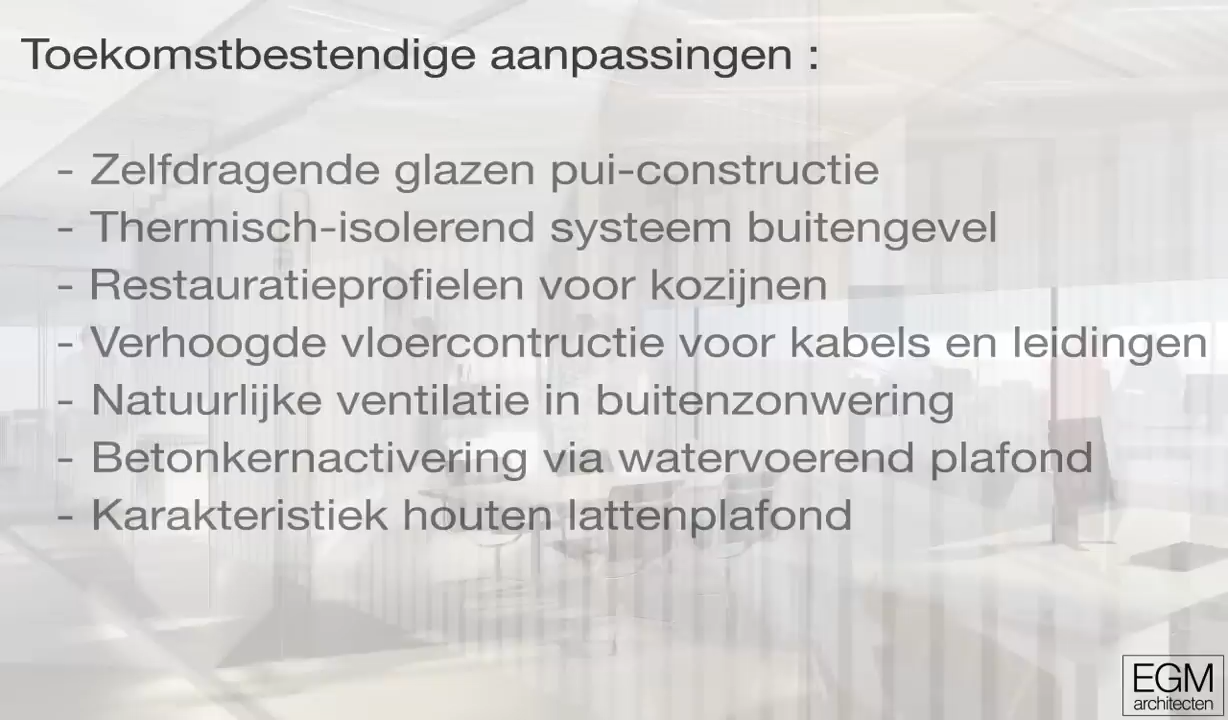 Toekomstbestendige aanpassingen :
- Zelfdragende glazen pui-constructie
- Thermisch-isolerend systeem buitengevel
- Restauratieprofielen voor kozijnen
- Verhoogde vloercontructie voor kabels en leidingen
- Natuurlijke ventilatie in buitenzonwering
- Betonkernactivering via watervoerend plafond
- Karakteristiek houten lattenplafond
EGM
architecten